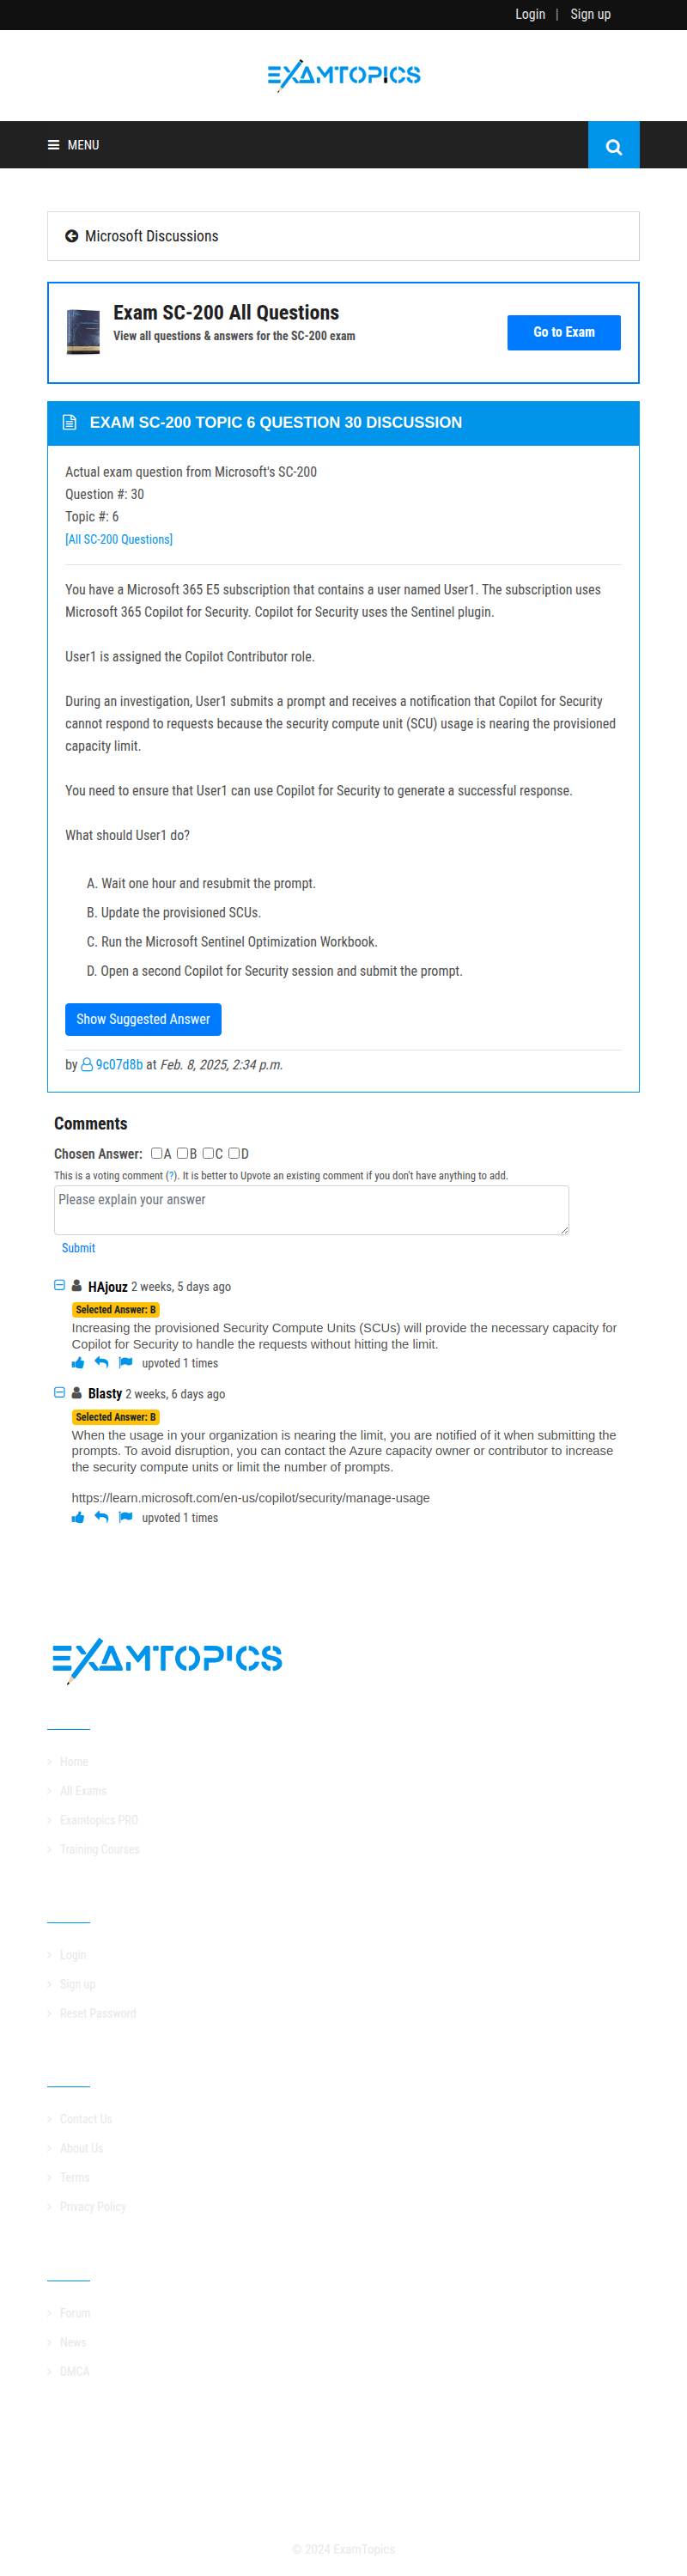 Login | Sign up
EXAMTOPICS
MENU
Microsoft Discussions
Exam SC-200 All Questions
View all questions & answers for the SC-200 exam
Go to Exam
EXAM SC-200 TOPIC 6 QUESTION 30 DISCUSSION
Actual exam question from Microsoft's SC-200
Question #: 30
Topic #: 6
[All SC-200 Questions]
You have a Microsoft 365 E5 subscription that contains a user named User1. The subscription uses
Microsoft 365 Copilot for Security. Copilot for Security uses the Sentinel plugin.
User1 is assigned the Copilot Contributor role.
During an investigation, User1 submits a prompt and receives a notification that Copilot for Security
cannot respond to requests because the security compute unit (SCU) usage is nearing the provisioned
capacity limit.
You need to ensure that User1 can use Copilot for Security to generate a successful response.
What should User1 do?
A. Wait one hour and resubmit the prompt.
B. Update the provisioned SCUs.
C. Run the Microsoft Sentinel Optimization Workbook.
D. Open a second Copilot for Security session and submit the prompt.
Show Suggested Answer
by 9c07d8b at Feb. 8, 2025, 2:34 p.m.
Comments
Chosen Answer: A B C D
This is a voting comment (?). It is better to Upvote an existing comment if you don't have anything to add.
Please explain your answer
Submit
HAjouz 2 weeks, 5 days ago
Selected Answer: B
Increasing the provisioned Security Compute Units (SCUs) will provide the necessary capacity for
Copilot for Security to handle the requests without hitting the limit.
upvoted 1 times
Blasty 2 weeks, 6 days ago
Selected Answer: B
When the usage in your organization is nearing the limit, you are notified of it when submitting the
prompts. To avoid disruption, you can contact the Azure capacity owner or contributor to increase
the security compute units or limit the number of prompts.
https://learn.microsoft.com/en-us/copilot/security/manage-usage
upvoted 1 times
EXAMTOPICS
Home
All Exams
Examtopics PRO
Training Courses
Login
Sign up
Reset Password
Contact Us
About Us
Terms
Privacy Policy
Forum
News
DMCA
© 2024 ExamTopics